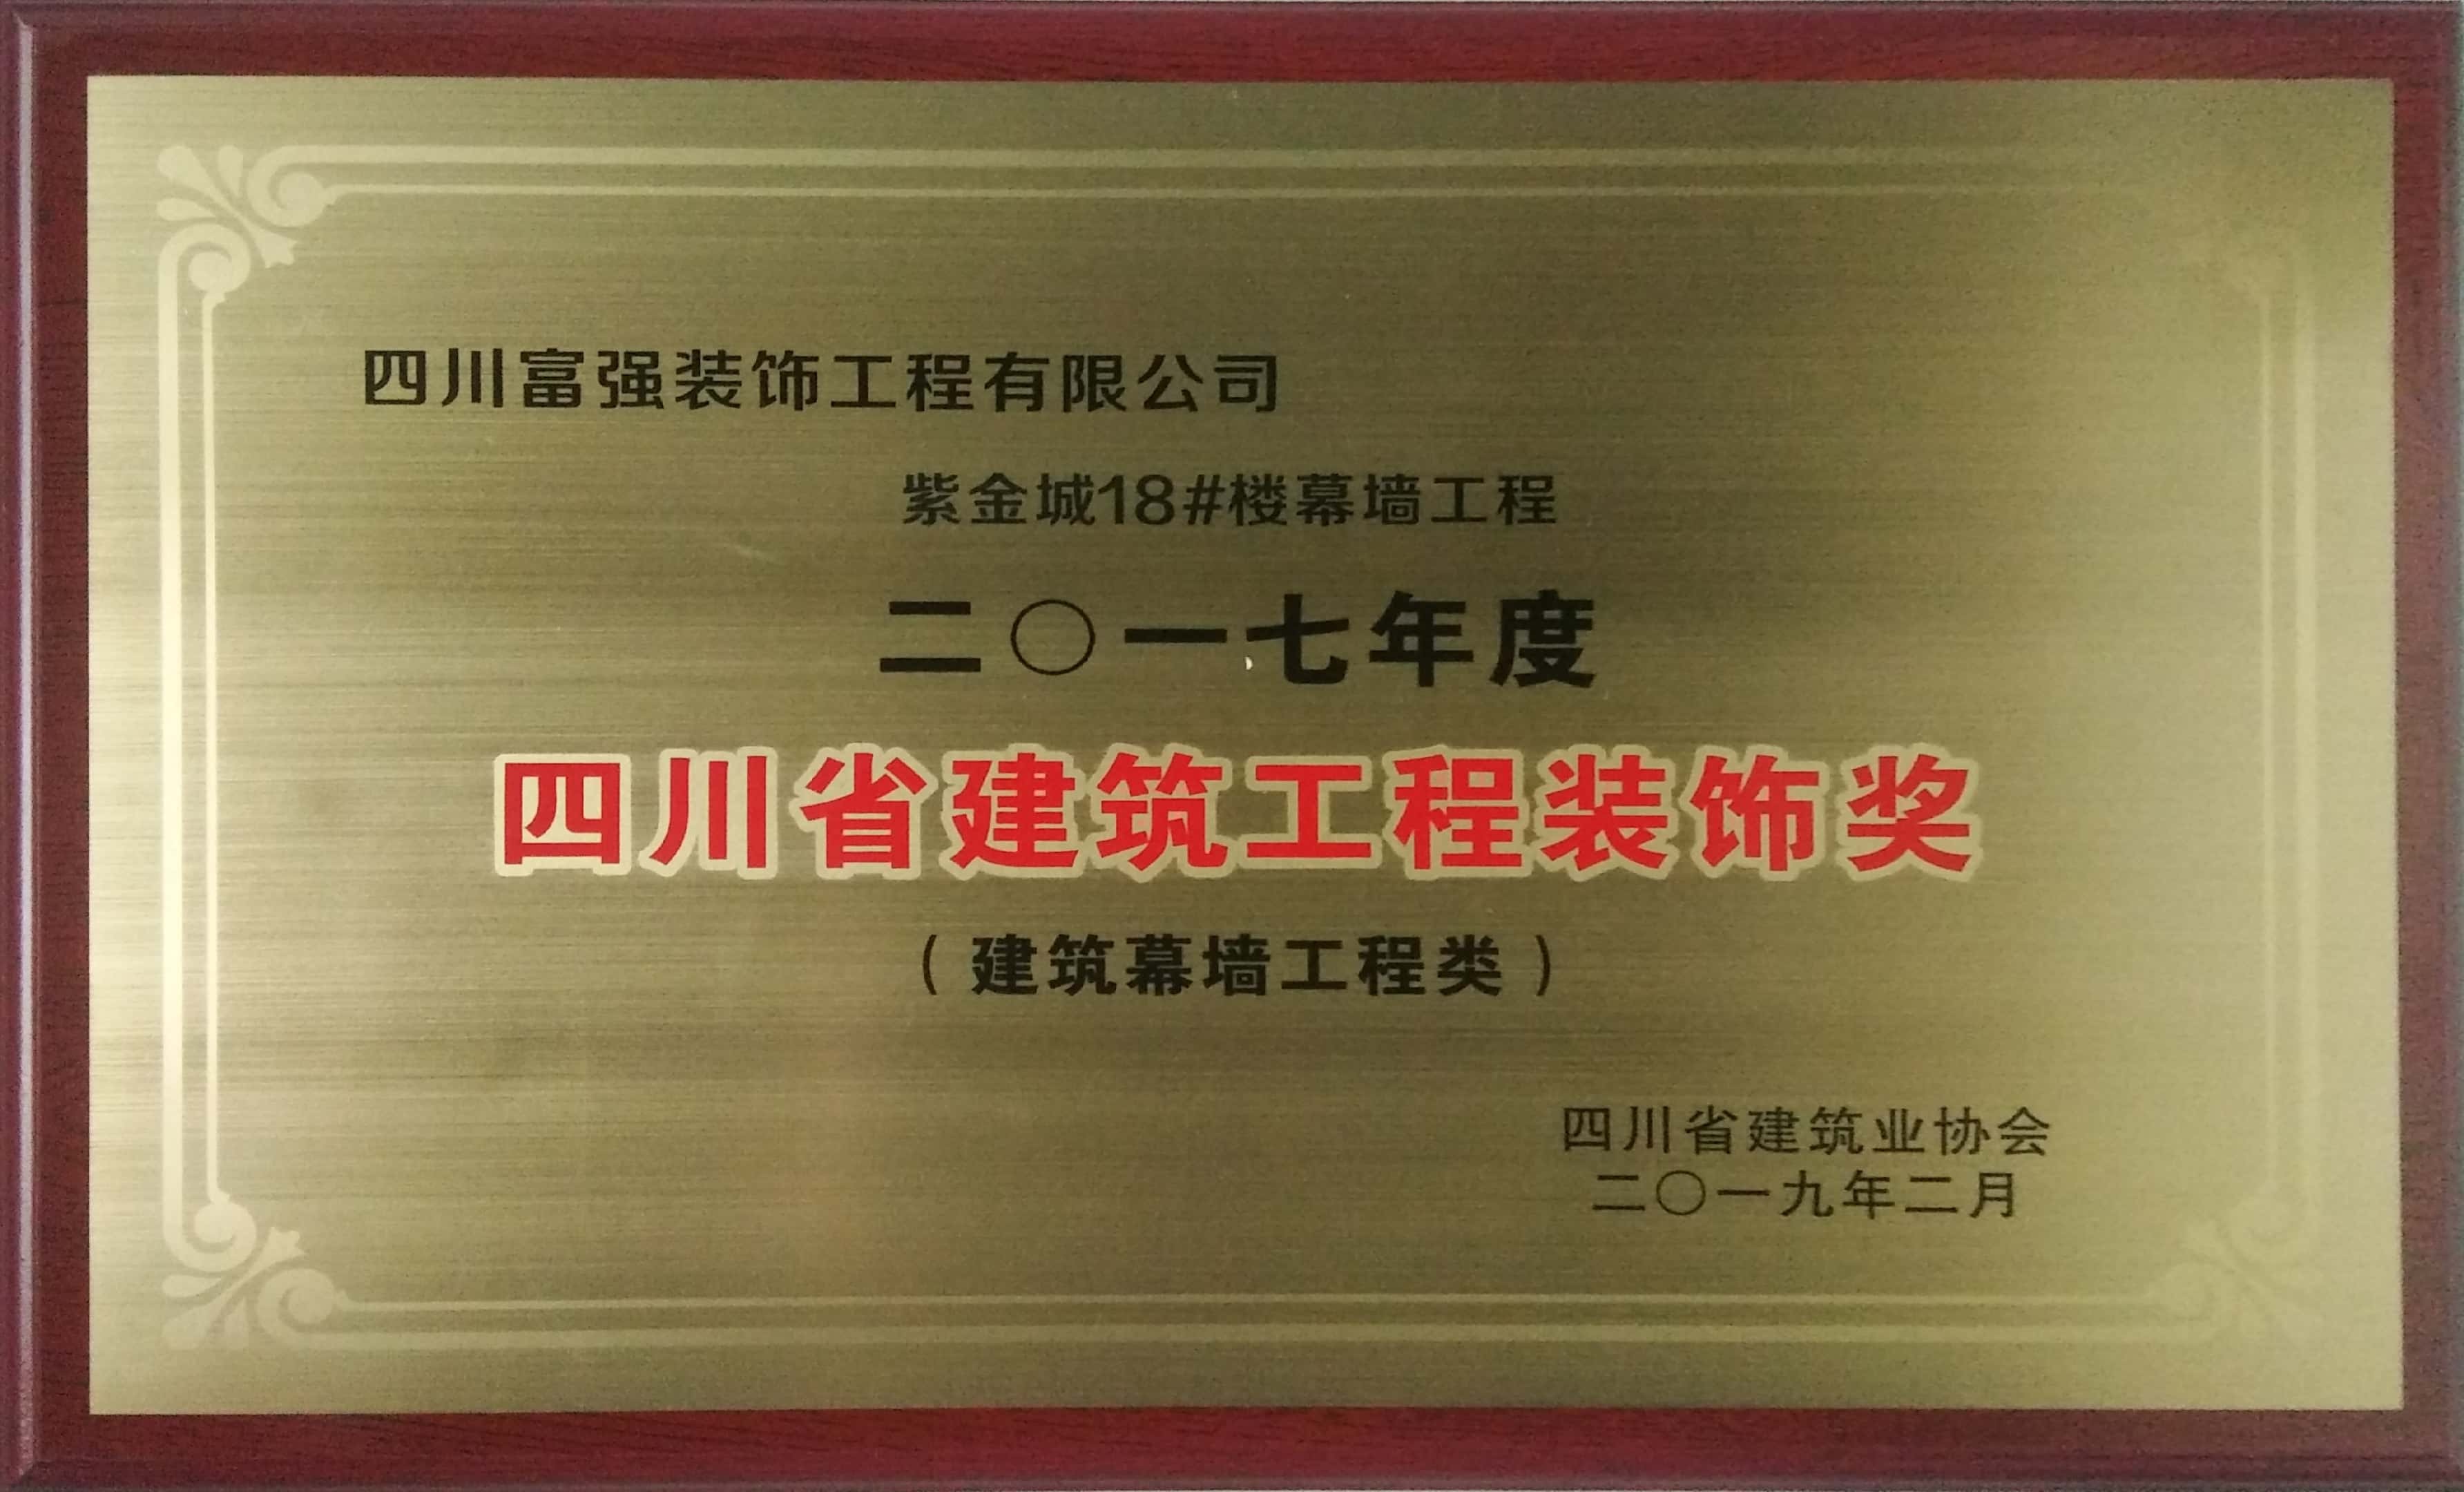 四川富强装饰工程有限公司
紫金城18#楼幕墙工程
二〇一七年度
四川省建筑工程装饰奖
（建筑幕墙工程类）
四川省建筑业协会
二〇一九年二月